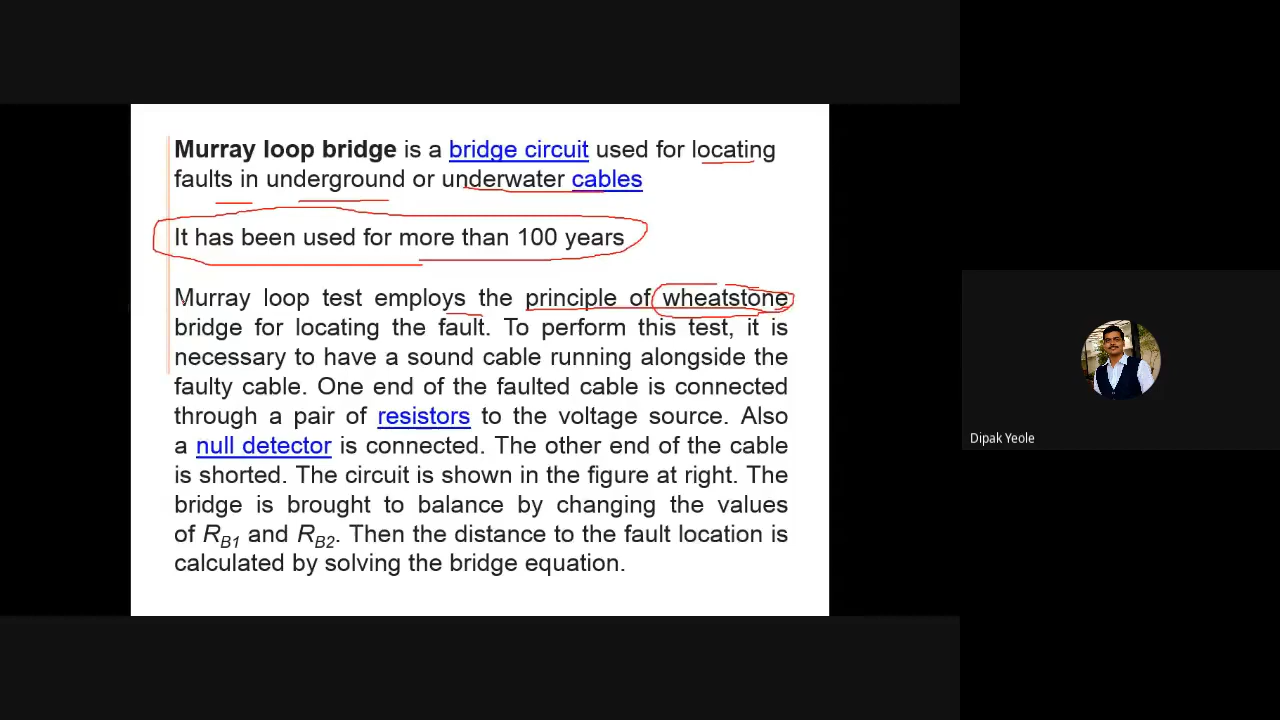 Murray loop bridge is a bridge circuit used for locating
faults in underground or underwater cables
It has been used for more than 100 years
Murray loop test employs the principle of wheatstone
bridge for locating the fault. To perform this test, it is
necessary to have a sound cable running alongside the
faulty cable. One end of the faulted cable is connected
through a pair of resistors to the voltage source. Also
a null detector is connected. The other end of the cable
is shorted. The circuit is shown in the figure at right. The
bridge is brought to balance by changing the values
of RB1 and RB2. Then the distance to the fault location is
calculated by solving the bridge equation.
Dipak Yeole